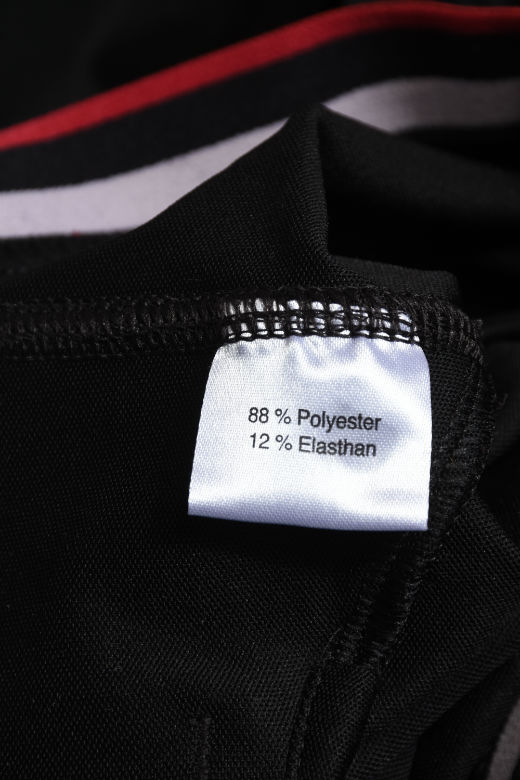 88 % Polyester
12 % Elasthan